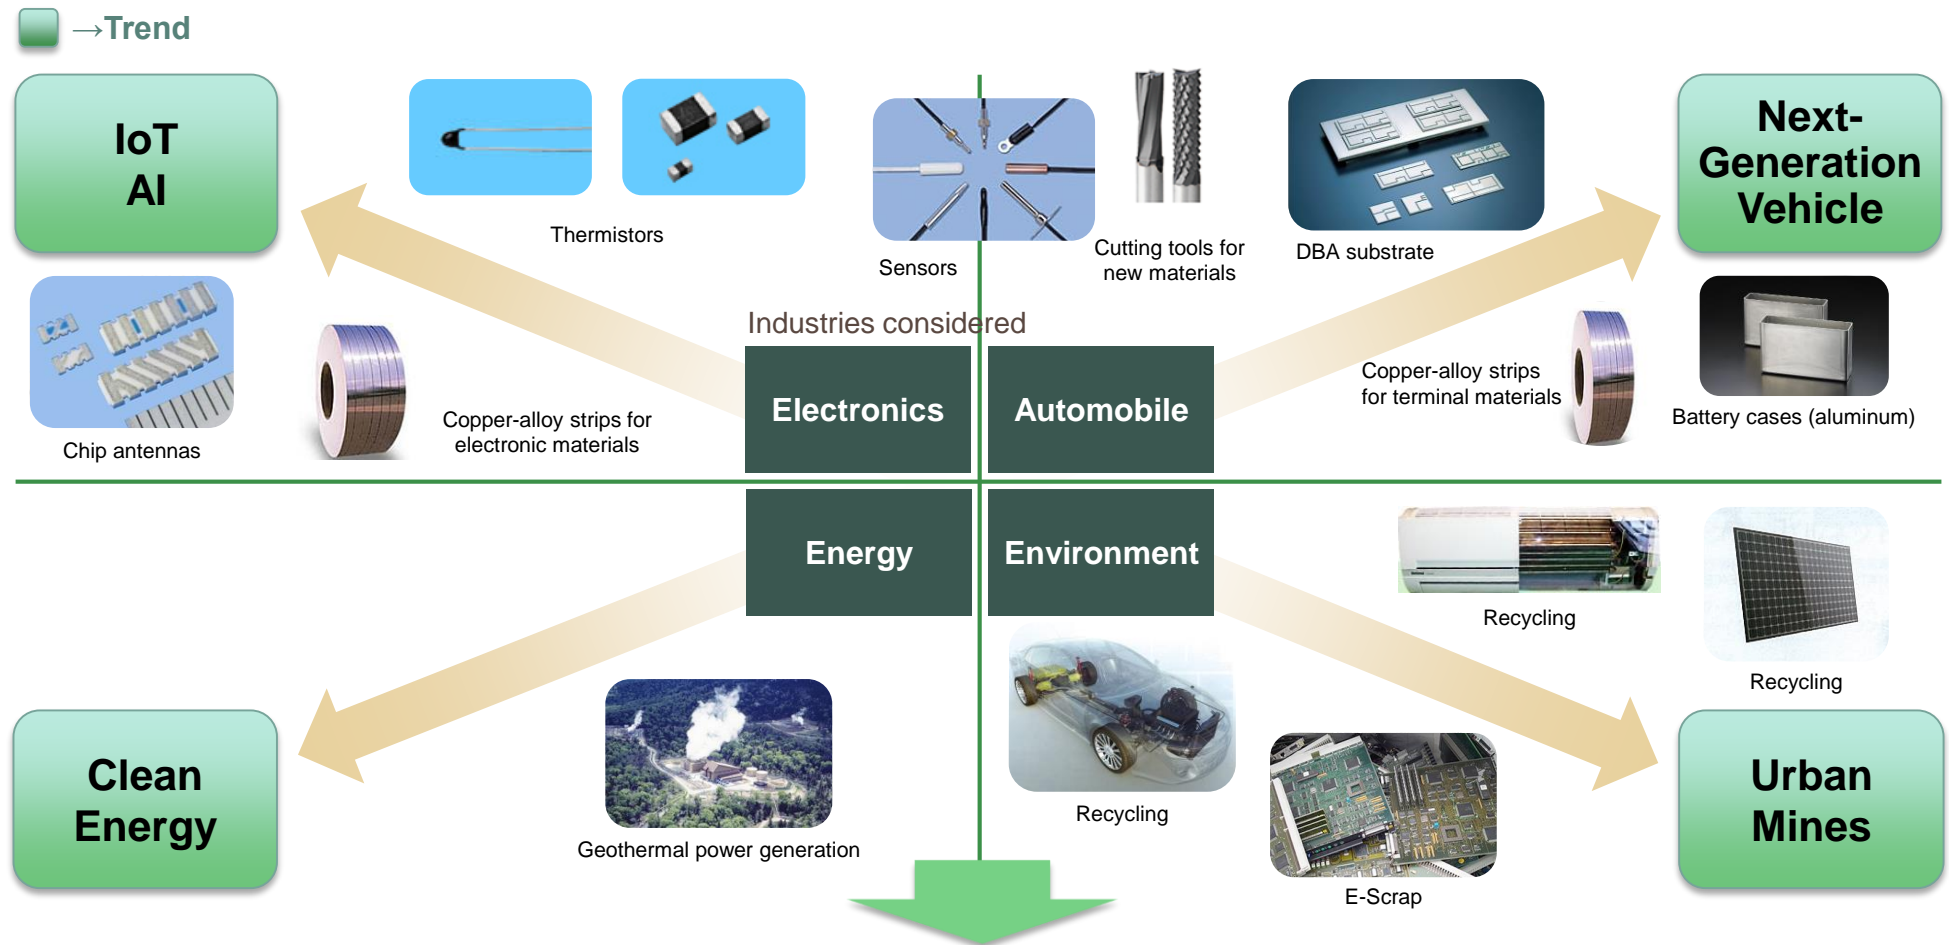 →Trend
IoT
AI
Thermistors
Sensors
Cutting tools for
new materials
DBA substrate
Next-
Generation
Vehicle
Chip antennas
Copper-alloy strips for
electronic materials
Industries considered
Electronics
Automobile
Copper-alloy strips
for terminal materials
Battery cases (aluminum)
Energy
Environment
Recycling
Recycling
Clean
Energy
Geothermal power generation
Recycling
E-Scrap
Urban
Mines